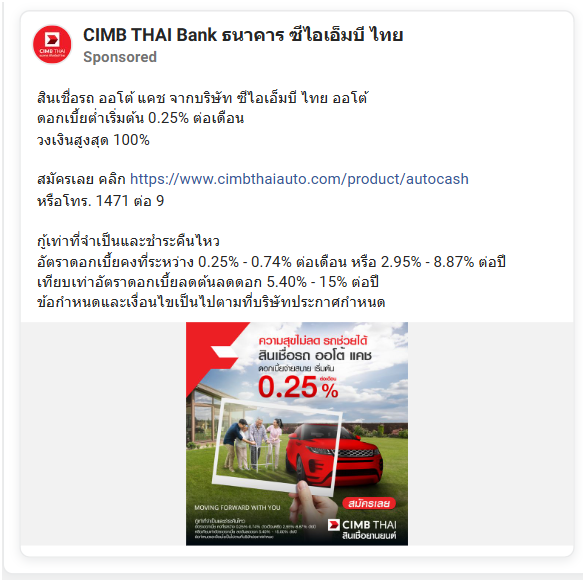 CIMB THAI Bank ธนาคาร ซีไอเอ็มบี ไทย
Sponsored
สินเชื่อรถ ออโต้ แคช จากบริษัท ซีไอเอ็มบี ไทย ออโต้
ดอกเบี้ยต่ำเริ่มต้น 0.25% ต่อเดือน
วงเงินสูงสุด 100%
สมัครเลย คลิก https://www.cimbthaiauto.com/product/autocash
หรือโทร. 1471 ต่อ 9
กู้เท่าที่จำเป็นและชำระคืนไหว
อัตราดอกเบี้ยคงที่ระหว่าง 0.25% - 0.74% ต่อเดือน หรือ 2.95% - 8.87% ต่อปี
เทียบเท่าอัตราดอกเบี้ยลดต้นลดดอก 5.40% - 15% ต่อปี
ข้อกำหนดและเงื่อนไขเป็นไปตามที่บริษัทประกาศกำหนด
ความสุขไม่ลด รถช่วยได้
สินเชื่อรถ ออโต้ แคช
ดอกเบี้ยจ่ายสบาย เริ่มต้น
0.25% ต่อเดือน
MOVING FORWARD WITH YOU
สมัครเลย
กู้เท่าที่จำเป็นและชำระคืนไหว
CIMB THAI
สินเชื่อยานยนต์